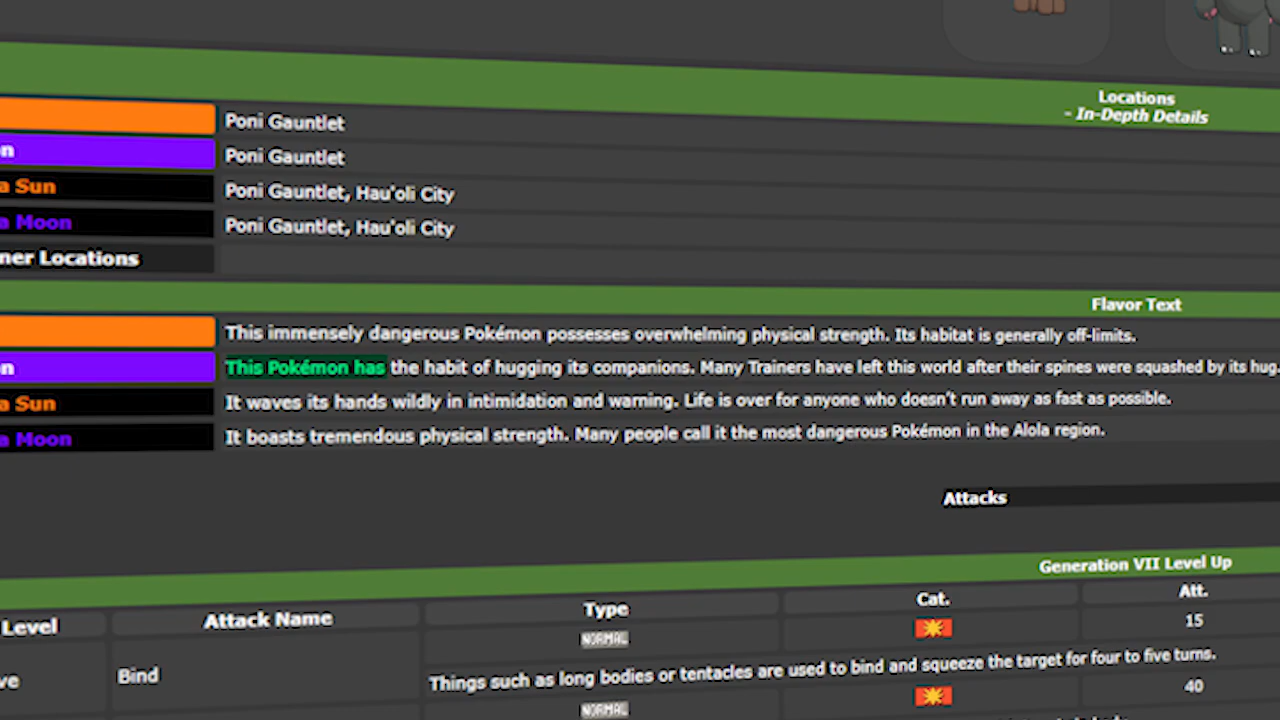 Locations
- In-Depth Details
Poni Gauntlet
n Poni Gauntlet
a Sun Poni Gauntlet, Hau'oli City
a Moon Poni Gauntlet, Hau'oli City
ner Locations
Flavor Text
This immensely dangerous Pokémon possesses overwhelming physical strength. Its habitat is generally off-limits.
n This Pokémon has the habit of hugging its companions. Many Trainers have left this world after their spines were squashed by its hug.
a Sun It waves its hands wildly in intimidation and warning. Life is over for anyone who doesn't run away as fast as possible.
a Moon It boasts tremendous physical strength. Many people call it the most dangerous Pokémon in the Alola region.
Attacks
Generation VII Level Up
Level Attack Name Type Cat. Att.
NORMAL 15
ve Bind
Things such as long bodies or tentacles are used to bind and squeeze the target for four to five turns.
NORMAL 40